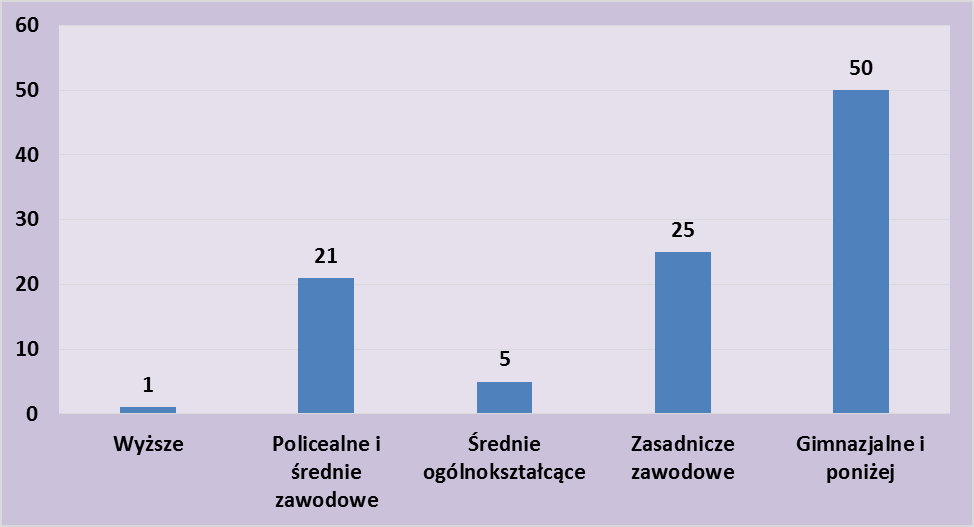 60
50
40
30
20
10
0
1
21
5
25
50
Wyższe
Policealne i
średnie
zawodowe
Średnie
ogólnokształcące
Zasadnicze
zawodowe
Gimnazjalne i
poniżej